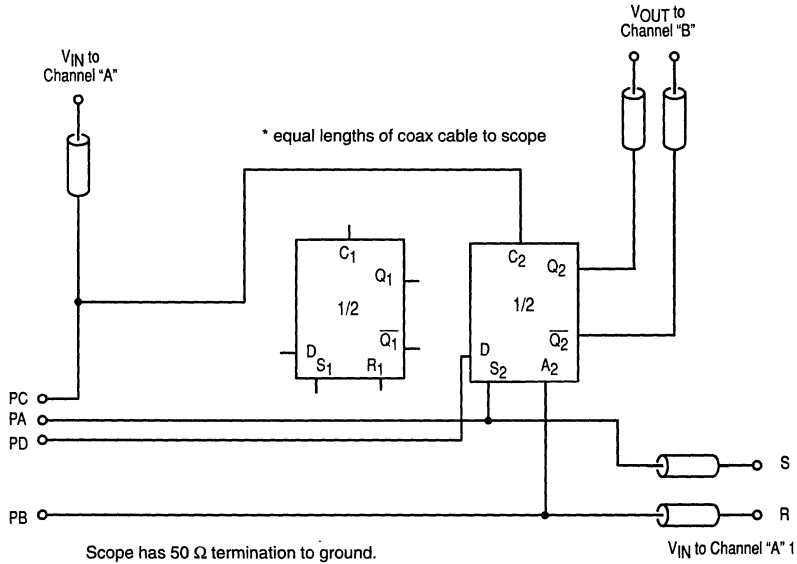 VOUT to
Channel “B”
VIN to
Channel “A”
* equal lengths of coax cable to scope
C1
Q1
1/2
Q̅1
D
S1
R1
C2
Q2
1/2
Q̅2
D
S2
A2
PC
PA
PD
PB
S
R
VIN to Channel “A” 1
Scope has 50 Ω termination to ground.